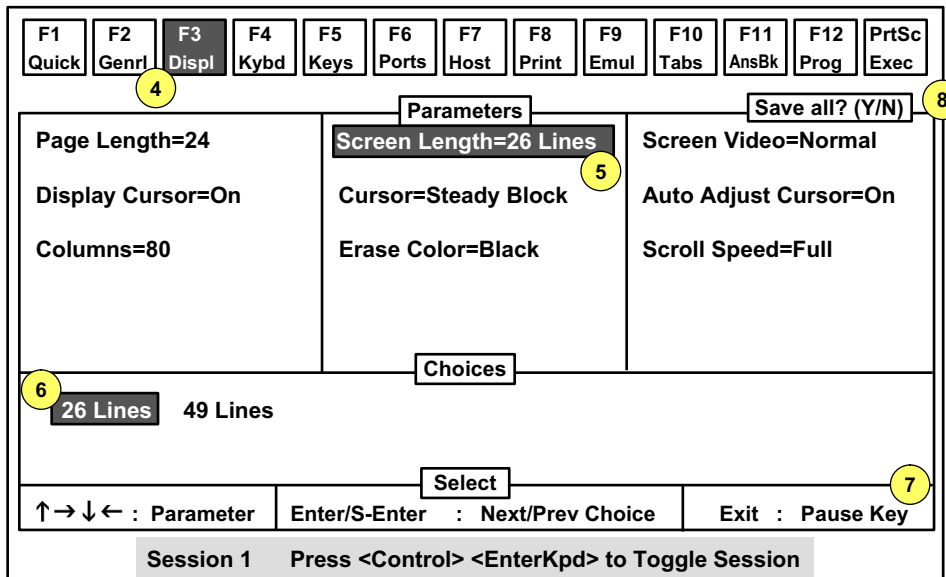 F1 F2 F3 F4 F5 F6 F7 F8 F9 F10 F11 F12 PrtSc
Quick Genrl Displ Kybd Keys Ports Host Print Emul Tabs AnsBk Prog Exec
4
8
Parameters Save all? (Y/N)
Page Length=24 Screen Length=26 Lines Screen Video=Normal
5
Display Cursor=On Cursor=Steady Block Auto Adjust Cursor=On
Columns=80 Erase Color=Black Scroll Speed=Full
Choices
6
26 Lines 49 Lines
Select
7
↑→↓← : Parameter Enter/S-Enter : Next/Prev Choice Exit : Pause Key
Session 1 Press <Control> <EnterKpd> to Toggle Session